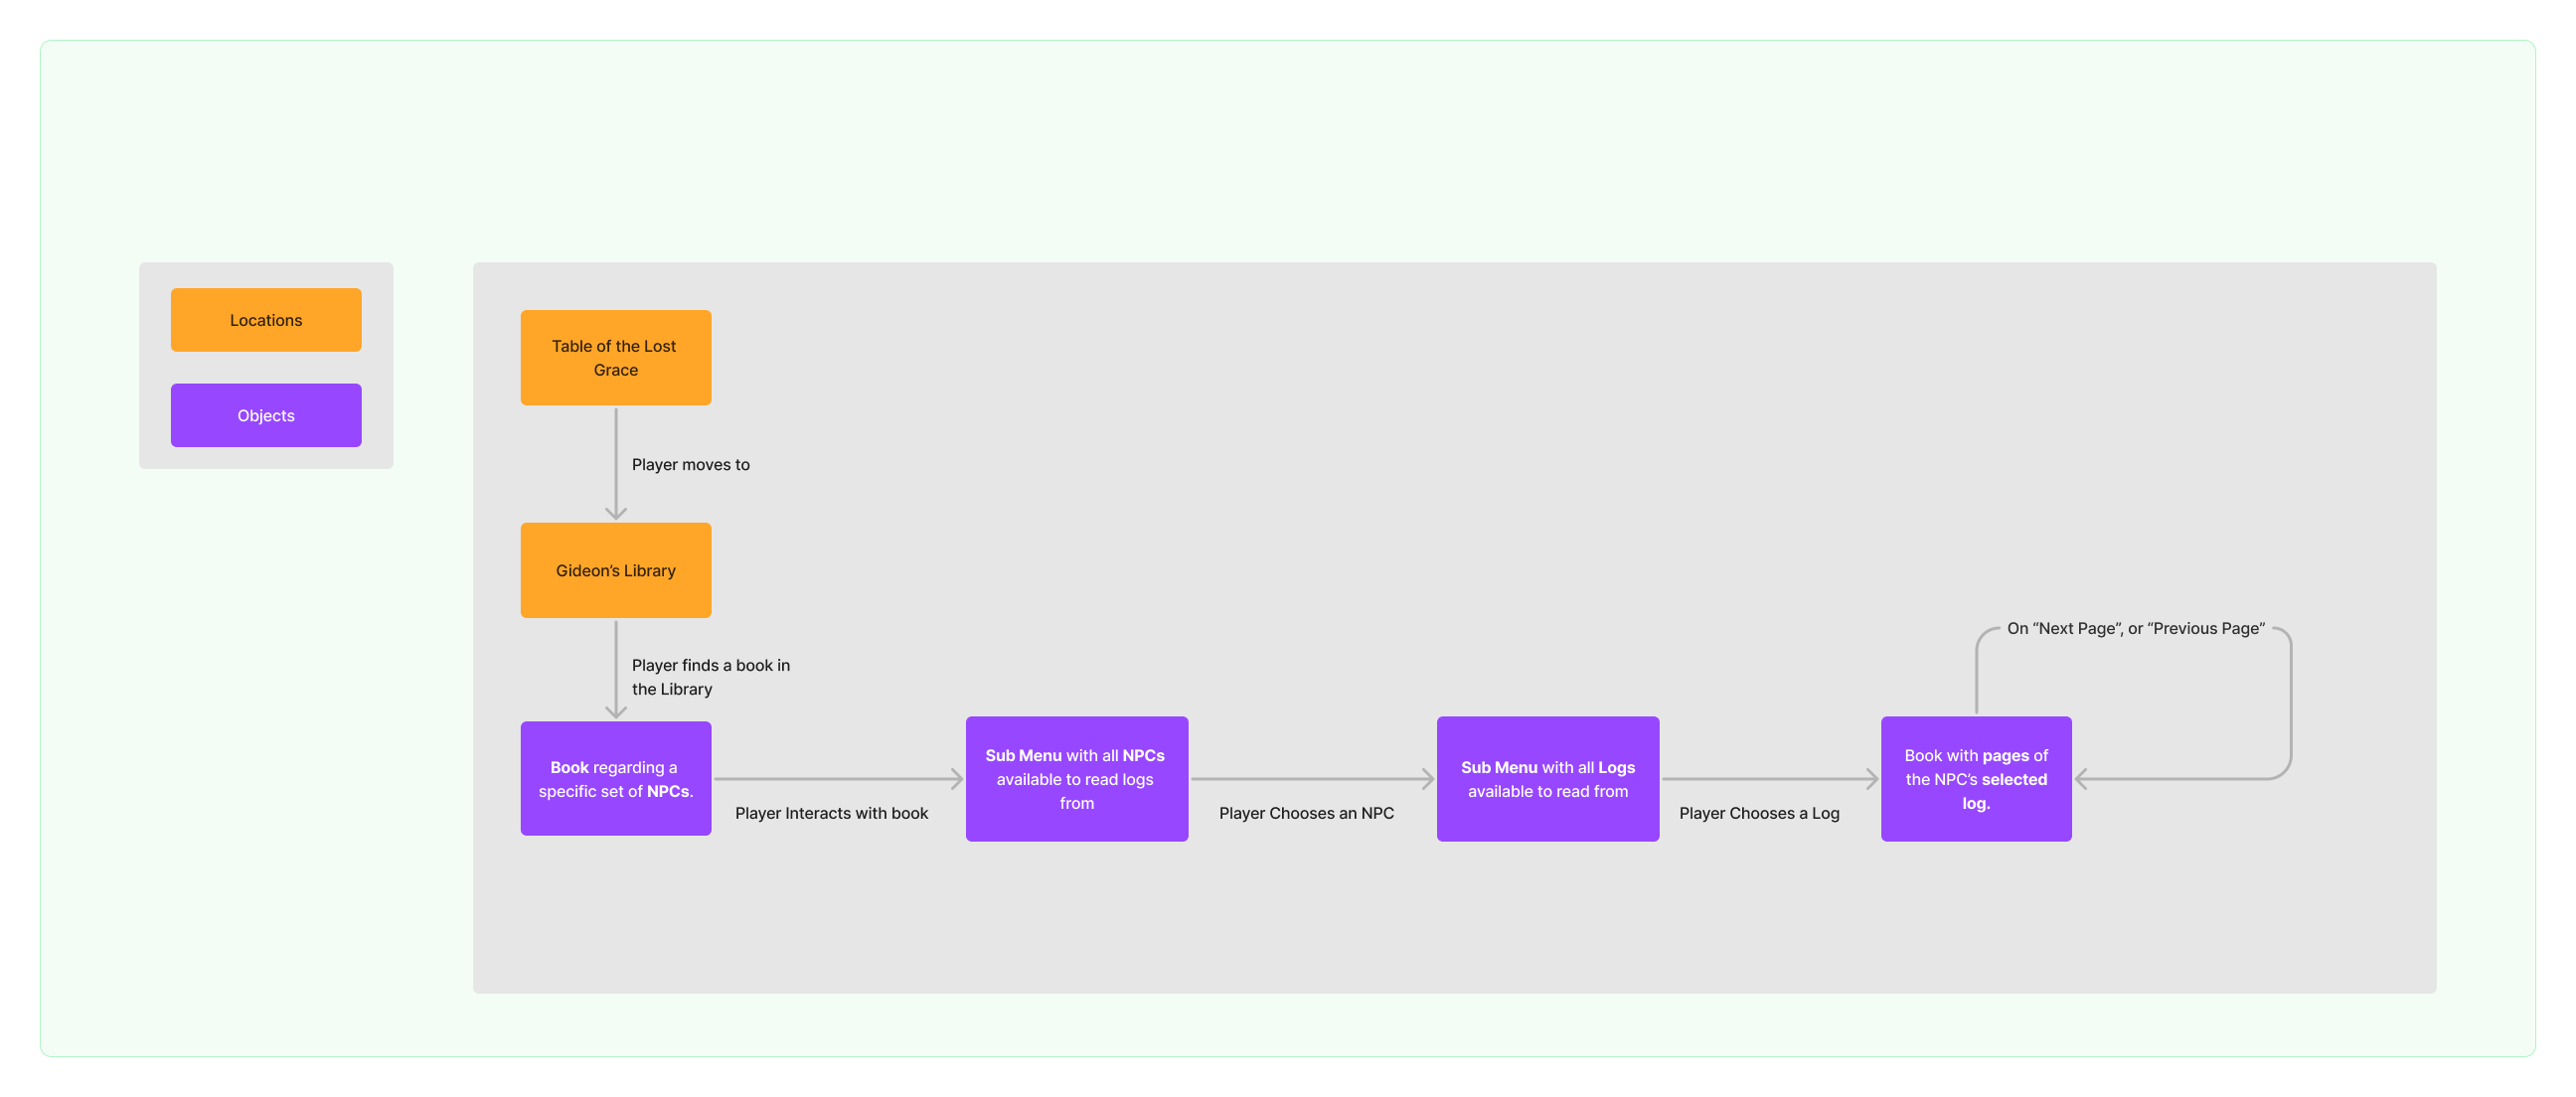 Locations
Objects
Table of the Lost
Grace
Player moves to
Gideon’s Library
Player finds a book in
the Library
Book regarding a
specific set of NPCs.
Player Interacts with book
Sub Menu with all NPCs
available to read logs
from
Player Chooses an NPC
Sub Menu with all Logs
available to read from
Player Chooses a Log
Book with pages of
the NPC’s selected
log.
On “Next Page”, or “Previous Page”